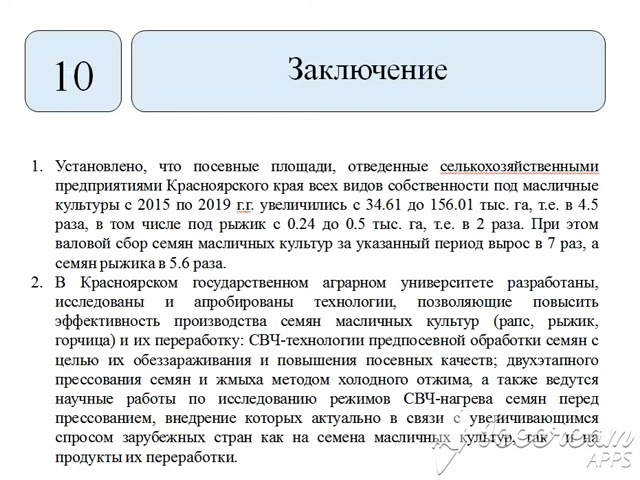 10
Заключение
1. Установлено, что посевные площади, отведенные селькохозяйственными
предприятиями Красноярского края всех видов собственности под масличные
культуры с 2015 по 2019 г.г. увеличились с 34.61 до 156.01 тыс. га, т.е. в 4.5
раза, в том числе под рыжик с 0.24 до 0.5 тыс. га, т.е. в 2 раза. При этом
валовой сбор семян масличных культур за указанный период вырос в 7 раз, а
семян рыжика в 5.6 раза.
2. В Красноярском государственном аграрном университете разработаны,
исследованы и апробированы технологии, позволяющие повысить
эффективность производства семян масличных культур (рапс, рыжик,
горчица) и их переработку: СВЧ-технологии предпосевной обработки семян с
целью их обеззараживания и повышения посевных качеств; двухэтапного
прессования семян и жмыха методом холодного отжима, а также ведутся
научные работы по исследованию режимов СВЧ-нагрева семян перед
прессованием, внедрение которых актуально в связи с увеличивающимся
спросом зарубежных стран как на семена масличных культур, так и на
продукты их переработки.
APPS